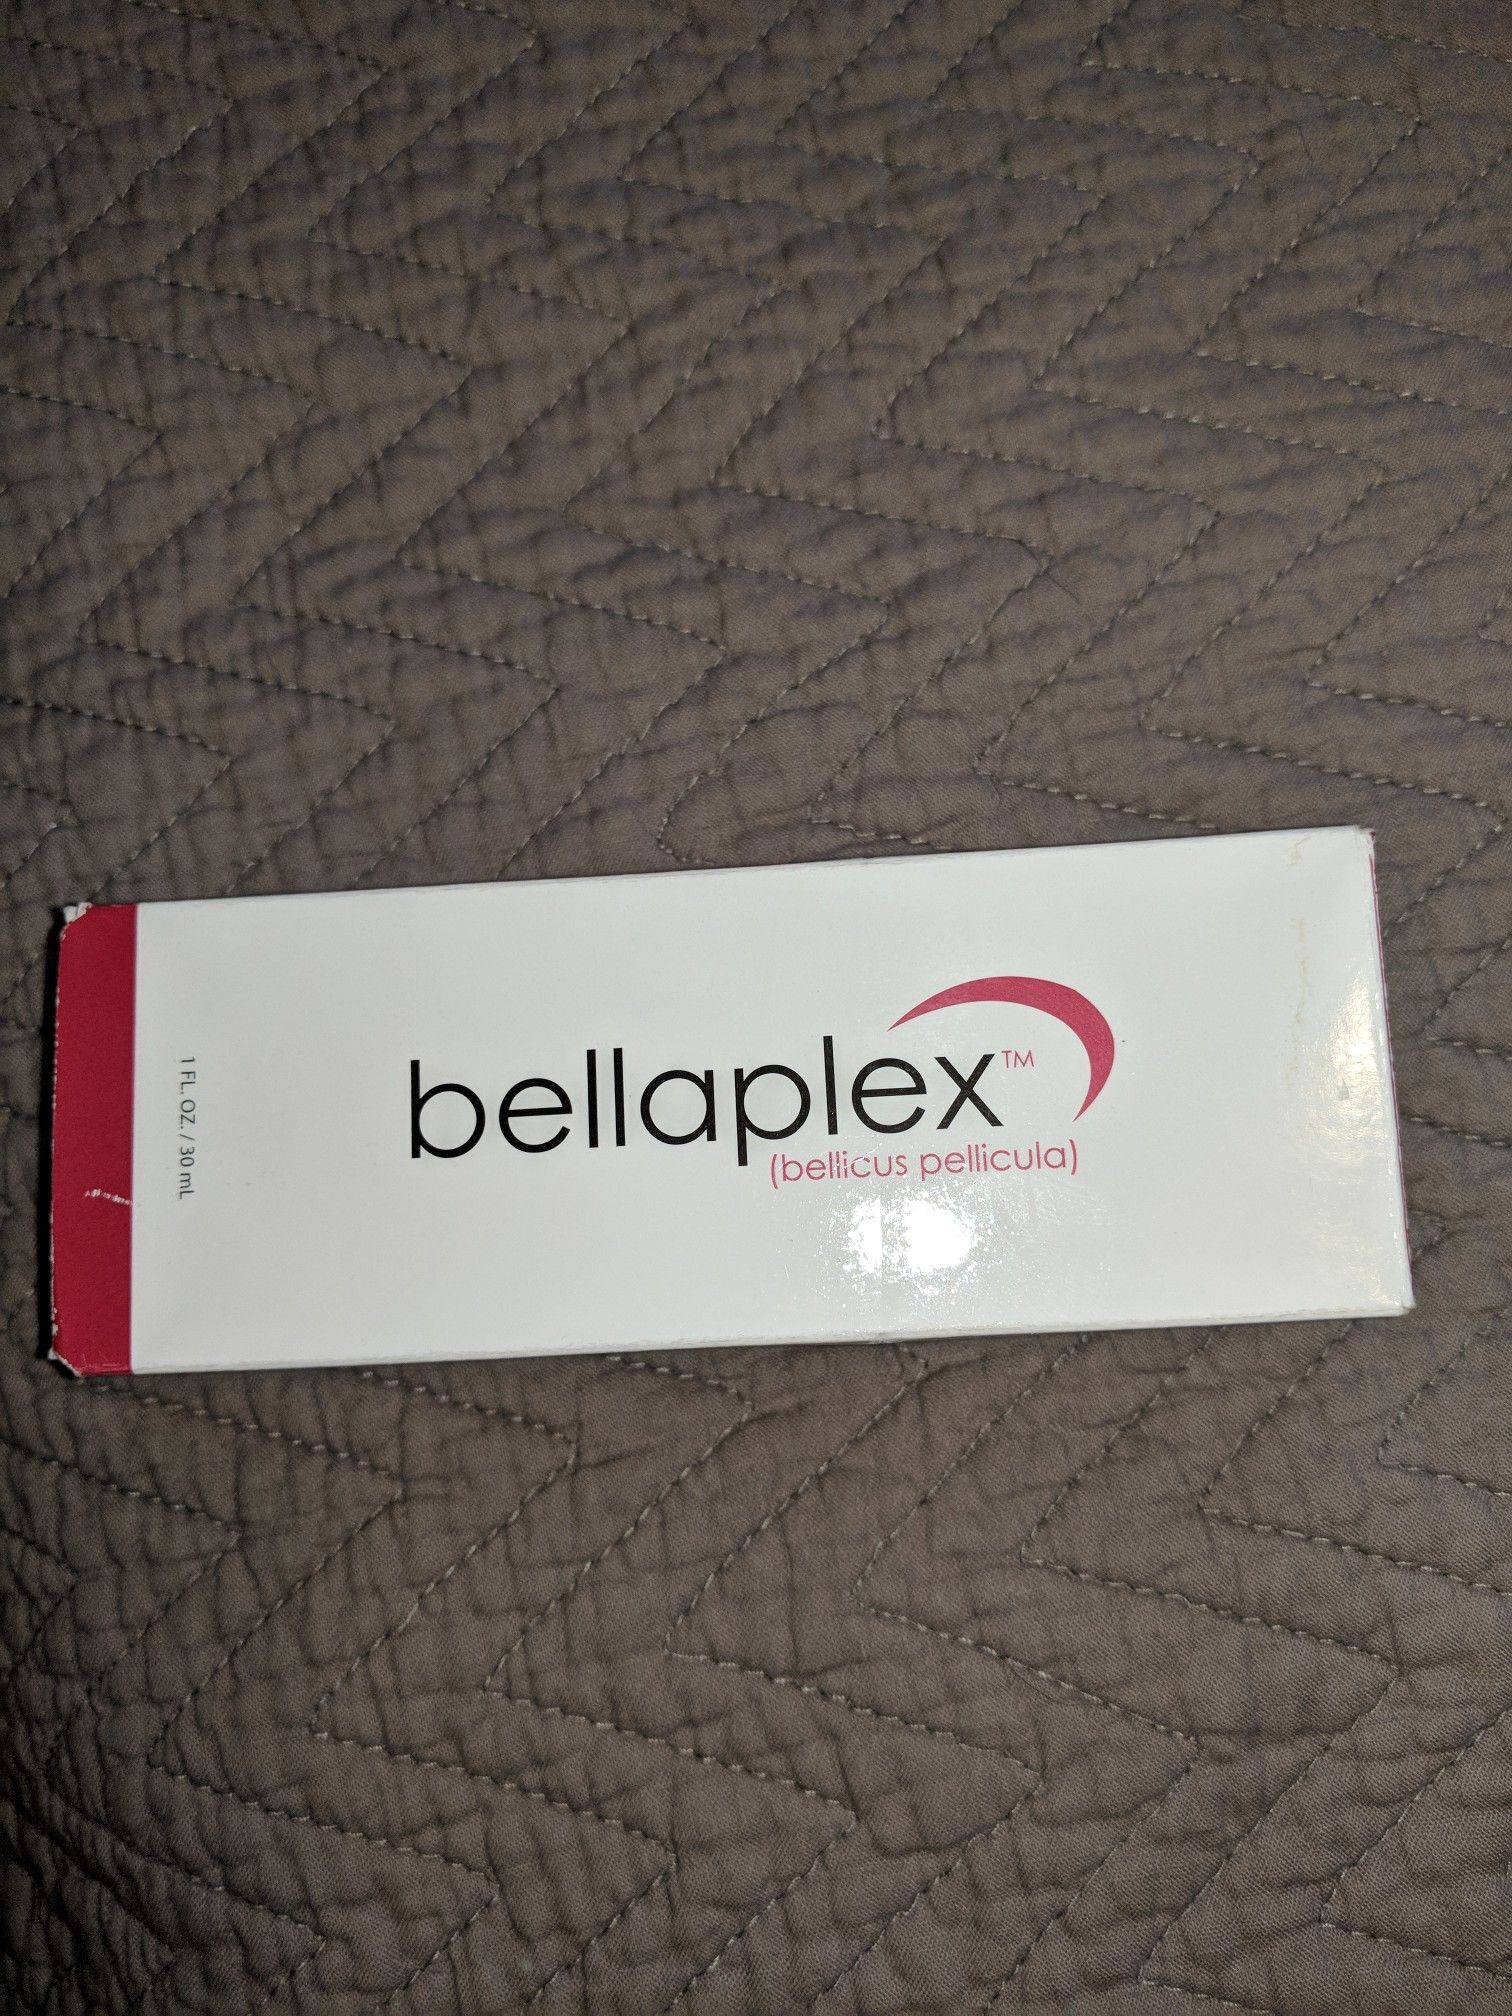 bellaplex™
(bellicus pellicula)
1 FL. OZ. / 30 mL